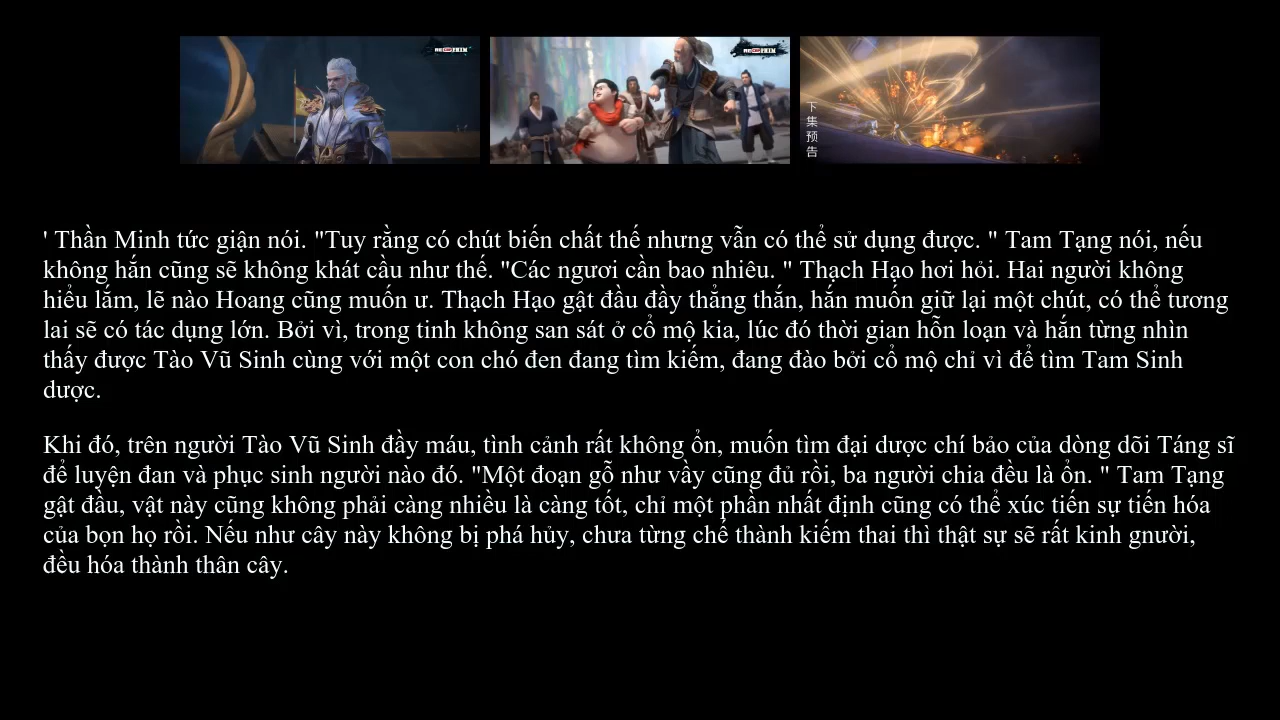 下集预告
' Thần Minh tức giận nói. "Tuy rằng có chút biến chất thế nhưng vẫn có thể sử dụng được. " Tam Tạng nói, nếu
không hắn cũng sẽ không khát cầu như thế. "Các ngươi cần bao nhiêu. " Thạch Hạo hơi hỏi. Hai người không
hiểu lắm, lẽ nào Hoang cũng muốn ư. Thạch Hạo gật đầu đầy thẳng thắn, hắn muốn giữ lại một chút, có thể tương
lai sẽ có tác dụng lớn. Bởi vì, trong tinh không san sát ở cổ mộ kia, lúc đó thời gian hỗn loạn và hắn từng nhìn
thấy được Tào Vũ Sinh cùng với một con chó đen đang tìm kiếm, đang đào bởi cổ mộ chỉ vì để tìm Tam Sinh
dược.
Khi đó, trên người Tào Vũ Sinh đầy máu, tình cảnh rất không ổn, muốn tìm đại dược chí bảo của dòng dõi Táng sĩ
để luyện đan và phục sinh người nào đó. "Một đoạn gỗ như vầy cũng đủ rồi, ba người chia đều là ổn. " Tam Tạng
gật đầu, vật này cũng không phải càng nhiều là càng tốt, chỉ một phần nhất định cũng có thể xúc tiến sự tiến hóa
của bọn họ rồi. Nếu như cây này không bị phá hủy, chưa từng chế thành kiếm thai thì thật sự sẽ rất kinh gnười,
đều hóa thành thân cây.